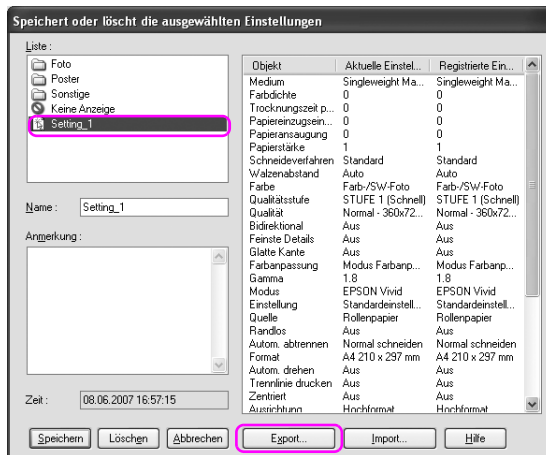 Speichert oder löscht die ausgewählten Einstellungen
Liste :
Foto
Poster
Sonstige
Keine Anzeige
Setting_1
Name : Setting_1
Anmerkung :
Zeit : 08.06.2007 16:57:15
Objekt Aktuelle Einstel... Registrierte Ein...
Medium Singleweight Ma... Singleweight Ma...
Farbdichte 0 0
Trocknungszeit p... 0 0
Papiereinzugsein... 0 0
Papieransaugung 0 0
Papierstärke 1 1
Schneideverfahren Standard Standard
Walzenabstand Auto Auto
Farbe Farb-/SW-Foto Farb-/SW-Foto
Qualitätsstufe STUFE 1 (Schnell) STUFE 1 (Schnell)
Qualität Normal - 360x72... Normal - 360x72...
Bidirektional Aus Aus
Feinste Details Aus Aus
Glatte Kante Aus Aus
Farbanpassung Modus Farbanp... Modus Farbanp...
Gamma 1.8 1.8
Modus EPSON Vivid EPSON Vivid
Einstellung Standardeinstell... Standardeinstell...
Quelle Rollenpapier Rollenpapier
Randlos Aus Aus
Autom. abtrennen Normal schneiden Normal schneiden
Format A4 210 x 297 mm A4 210 x 297 mm
Autom. drehen Aus Aus
Trennlinie drucken Aus Aus
Zentriert Aus Aus
Ausrichtung Hochformat Hochformat
Speichern Löschen Abbrechen Export... Import... Hilfe